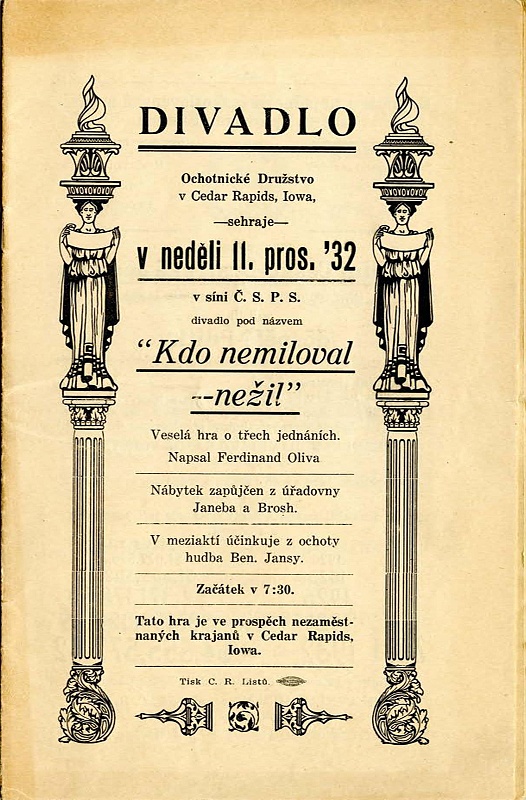 DIVADLO
Ochotnické Družstvo
v Cedar Rapids, Iowa,
—sehraje—
v neděli 11. pros. '32
v síni Č. S. P. S.
divadlo pod názvem
“Kdo nemiloval
--nežil”
Veselá hra o třech jednáních.
Napsal Ferdinand Oliva
Nábytek zapůjčen z úřadovny
Janeba a Brosh.
V meziaktí účinkuje z ochoty
hudba Ben. Jansy.
Začátek v 7:30.
Tato hra je ve prospěch nezaměst-
naných krajanů v Cedar Rapids,
Iowa.
Tisk C. R. Listů.